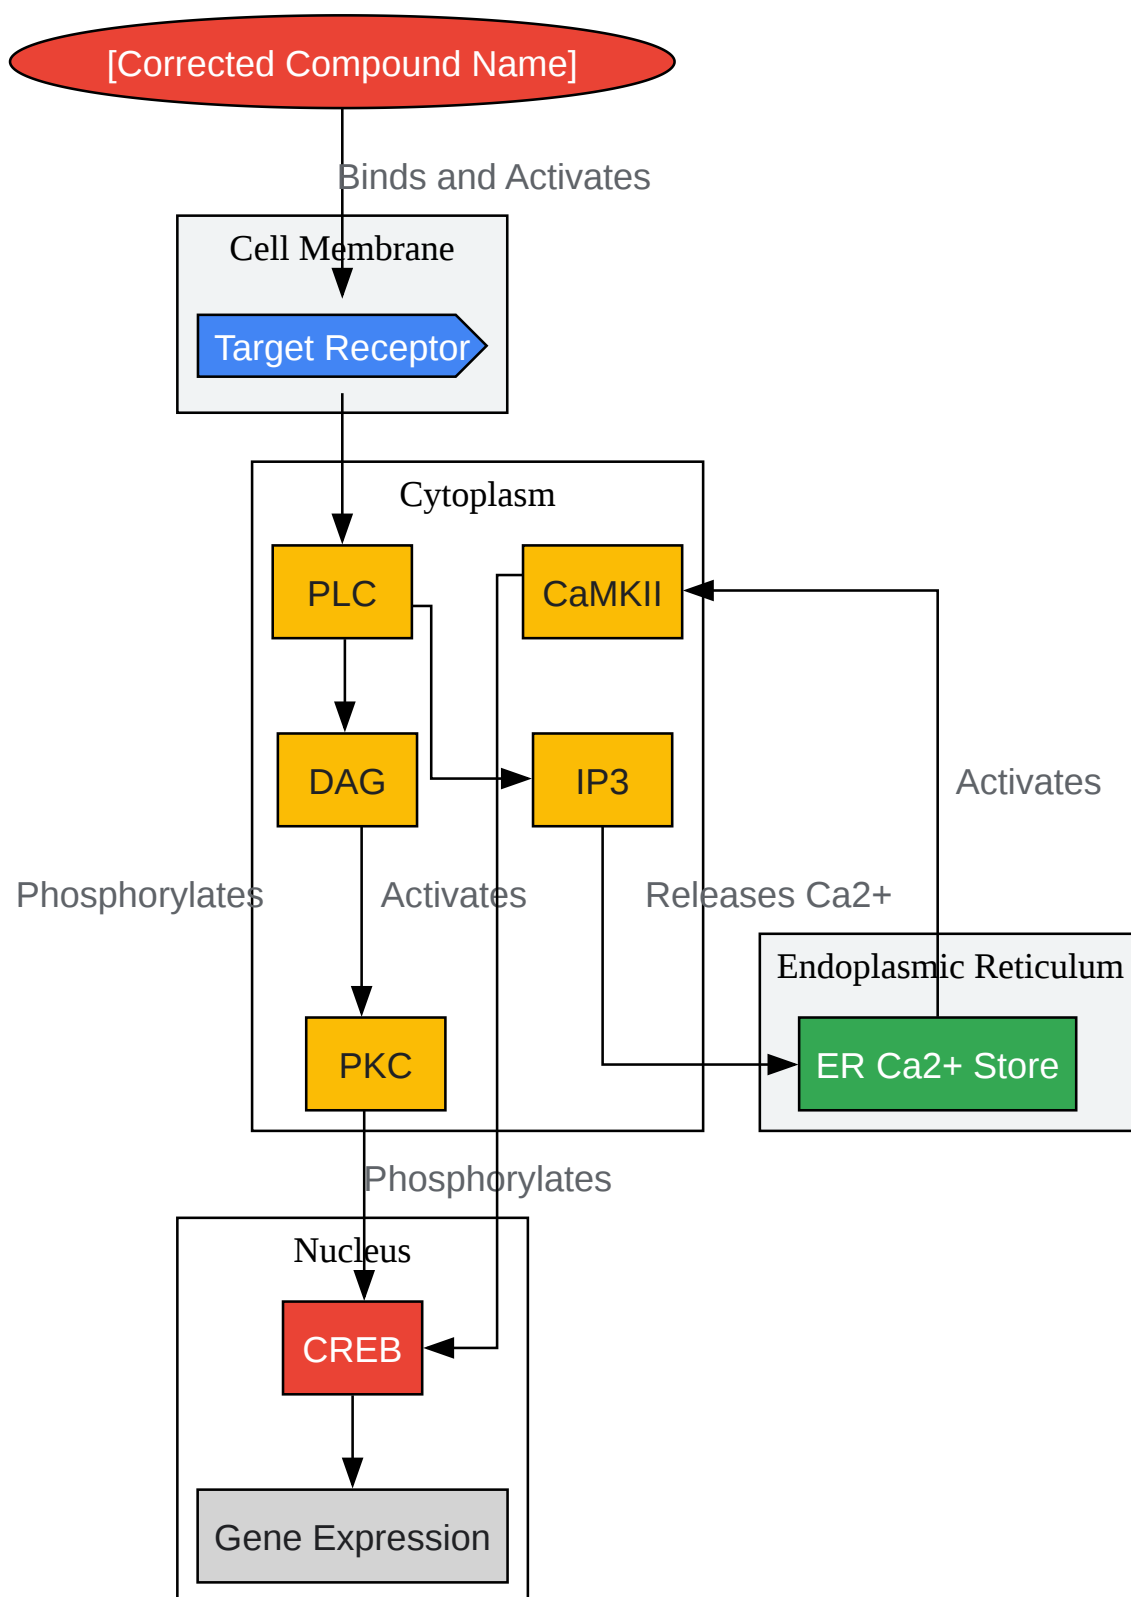 [Corrected Compound Name]
Binds and Activates
Cell Membrane
Target Receptor
Cytoplasm
PLC
CaMKII
DAG
IP3
Activates
Phosphorylates
Activates
Releases Ca2+
Endoplasmic Reticulum
PKC
ER Ca2+ Store
Phosphorylates
Nucleus
CREB
Gene Expression